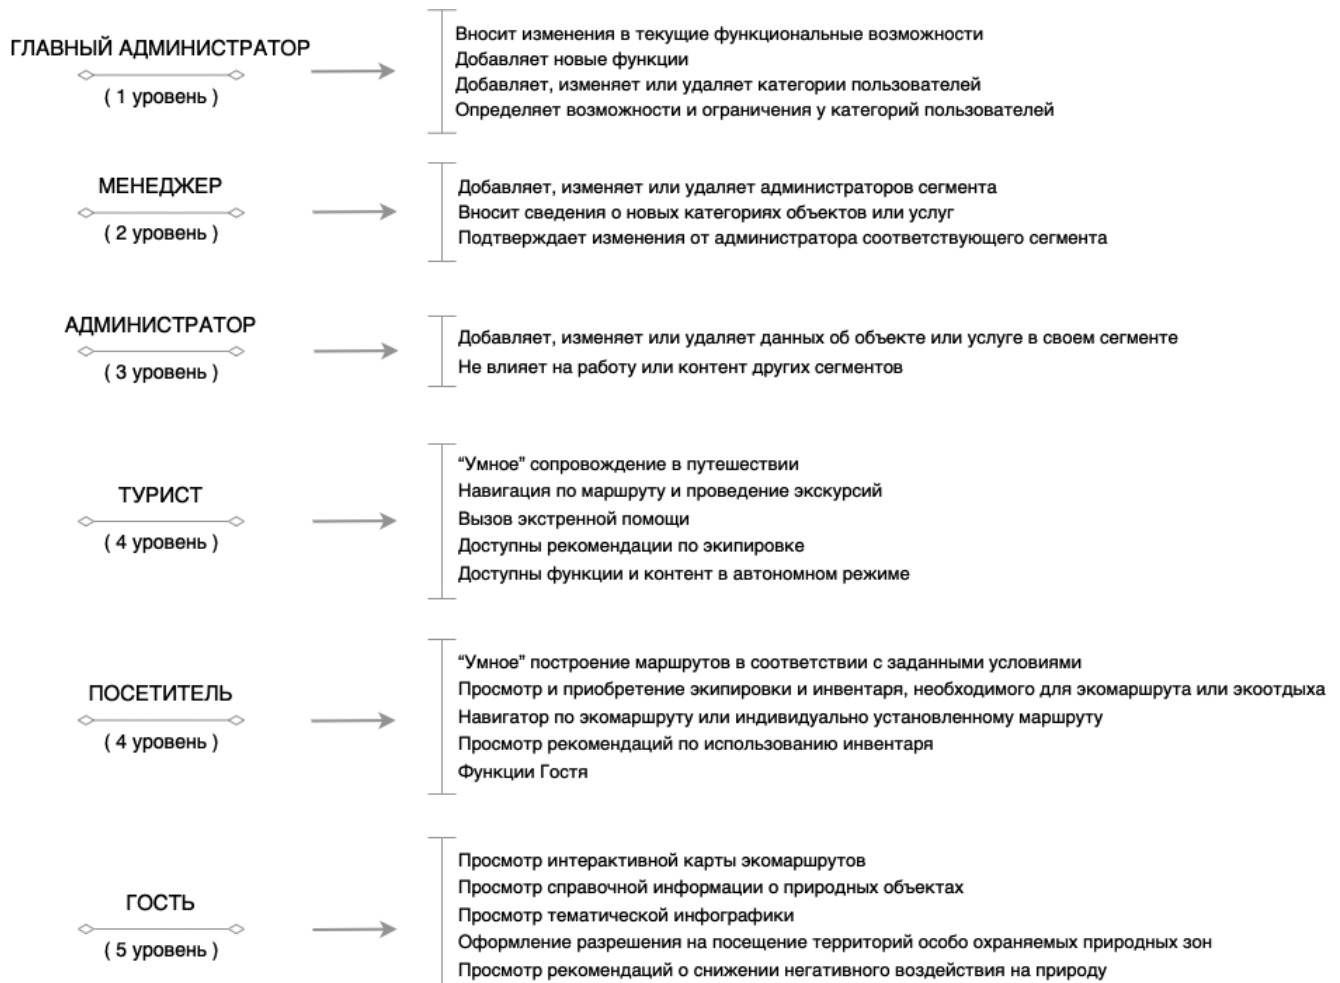 ГЛАВНЫЙ АДМИНИСТРАТОР
( 1 уровень )
Вносит изменения в текущие функциональные возможности
Добавляет новые функции
Добавляет, изменяет или удаляет категории пользователей
Определяет возможности и ограничения у категорий пользователей
МЕНЕДЖЕР
( 2 уровень )
Добавляет, изменяет или удаляет администраторов сегмента
Вносит сведения о новых категориях объектов или услуг
Подтверждает изменения от администратора соответствующего сегмента
АДМИНИСТРАТОР
( 3 уровень )
Добавляет, изменяет или удаляет данных об объекте или услуге в своем сегменте
Не влияет на работу или контент других сегментов
ТУРИСТ
( 4 уровень )
“Умное” сопровождение в путешествии
Навигация по маршруту и проведение экскурсий
Вызов экстренной помощи
Доступны рекомендации по экипировке
Доступны функции и контент в автономном режиме
ПОСЕТИТЕЛЬ
( 4 уровень )
“Умное” построение маршрутов в соответствии с заданными условиями
Просмотр и приобретение экипировки и инвентаря, необходимого для экомаршрута или экоотдыха
Навигатор по экомаршруту или индивидуально установленному маршруту
Просмотр рекомендаций по использованию инвентаря
Функции Гостя
ГОСТЬ
( 5 уровень )
Просмотр интерактивной карты экомаршрутов
Просмотр справочной информации о природных объектах
Просмотр тематической инфографики
Оформление разрешения на посещение территорий особо охраняемых природных зон
Просмотр рекомендаций о снижении негативного воздействия на природу